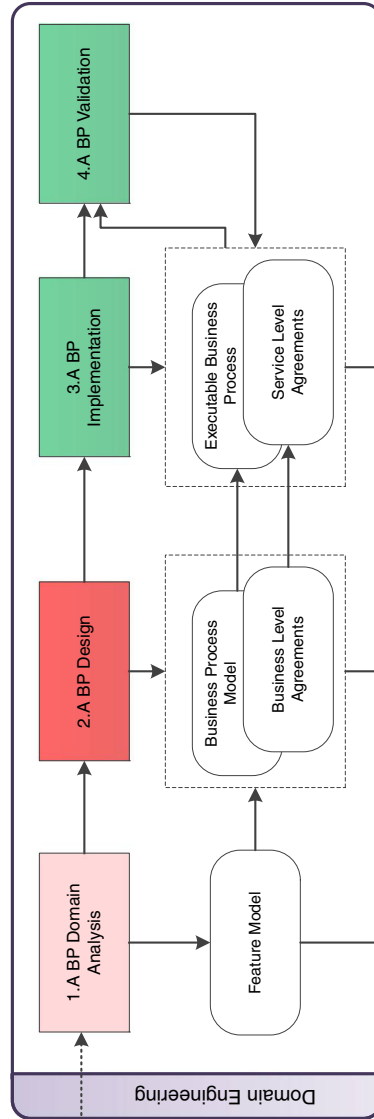 Domain Engineering
1.A BP Domain
Analysis
2.A BP Design
3.A BP
Implementation
4.A BP Validation
Feature Model
Business Process
Model
Business Level
Agreements
Executable Business
Process
Service Level
Agreements